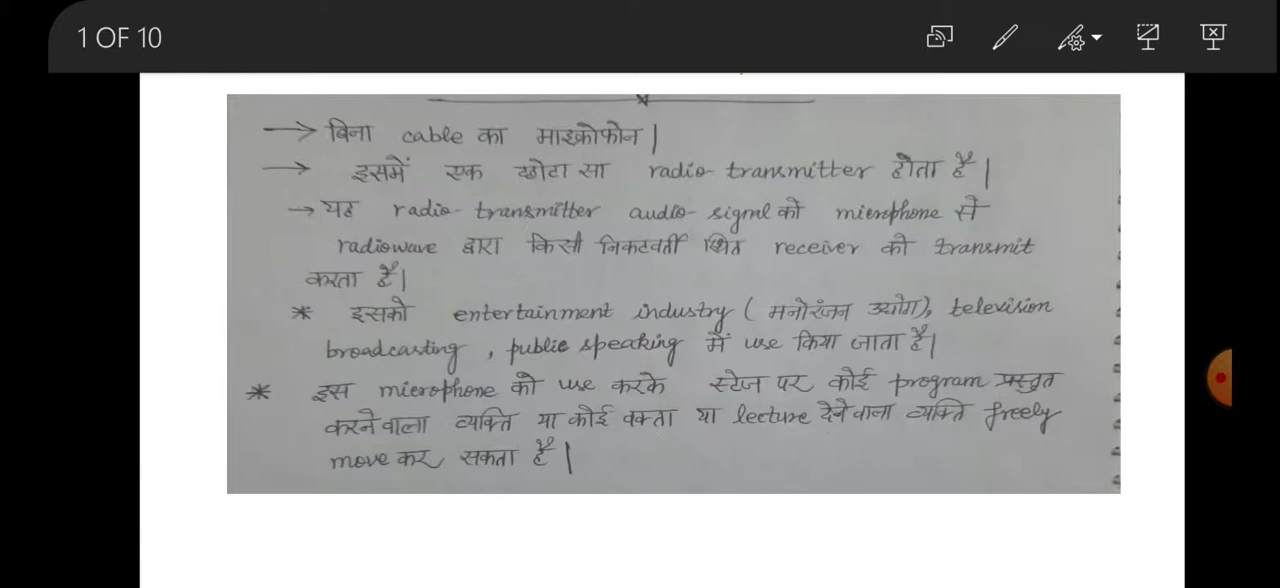 1 OF 10
→ बिना cable का माइक्रोफोन|
→ इसमें एक छोटा सा radio-transmitter होता है|
→ यह radio-transmitter audio-signal को microphone से
radiowave द्वारा किसी निकटवर्ती स्थित receiver को transmit
करता है|
* इसको entertainment industry (मनोरंजन उद्योग), television
broadcasting, public speaking में use किया जाता है|
* इस microphone को use करके स्टेज पर कोई program प्रस्तुत
करने वाला व्यक्ति या कोई वक्ता या lecture देने वाला व्यक्ति freely
move कर सकता है|